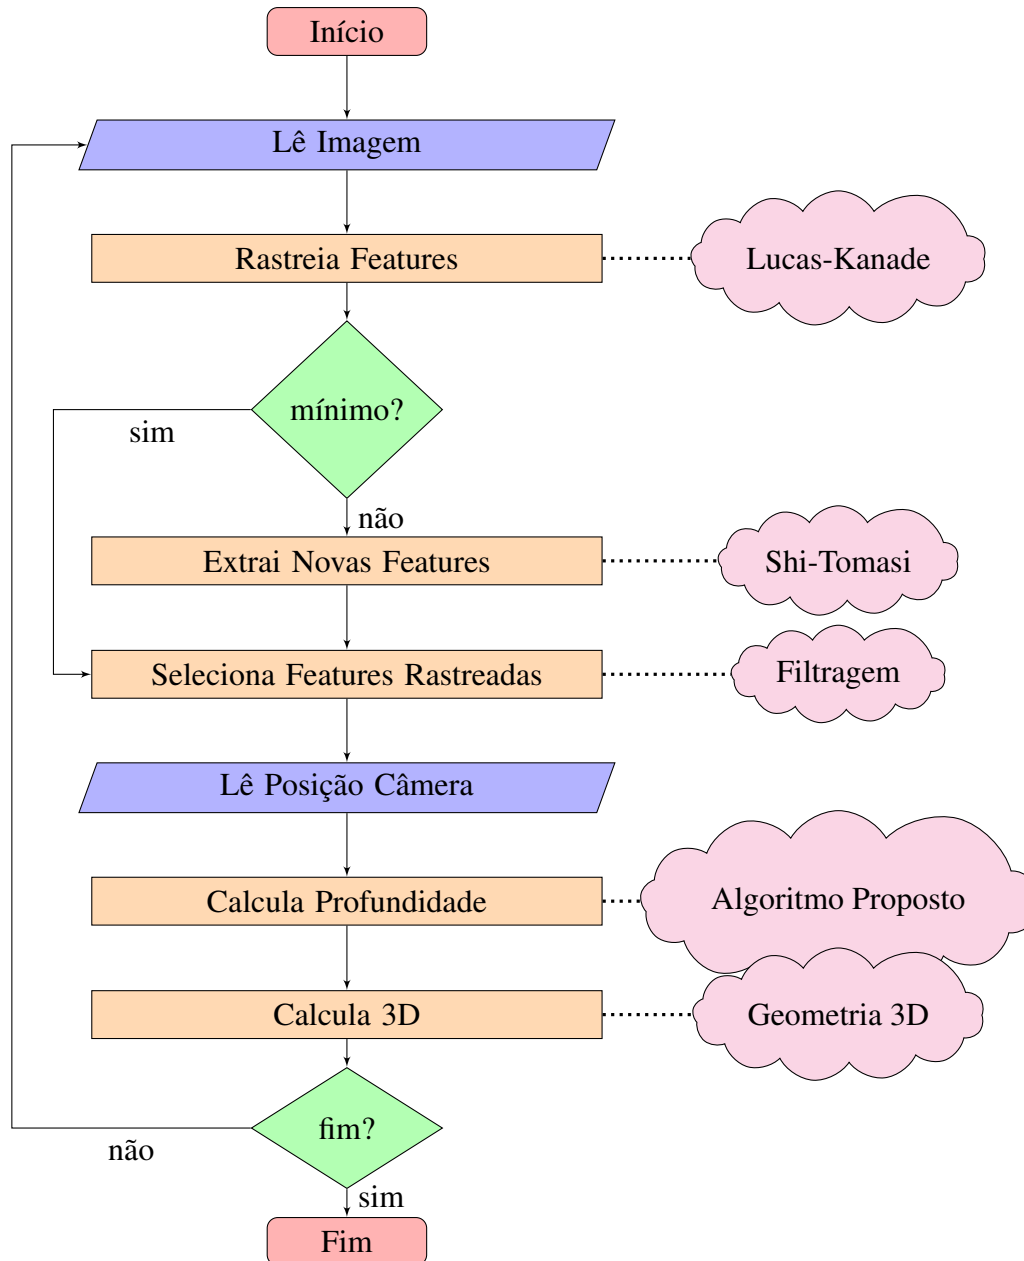 Início
Lê Imagem
Rastreia Features
Lucas-Kanade
mínimo?
sim
não
Extrai Novas Features
Shi-Tomasi
Seleciona Features Rastreadas
Filtragem
Lê Posição Câmera
Calcula Profundidade
Algoritmo Proposto
Calcula 3D
Geometria 3D
fim?
não
sim
Fim